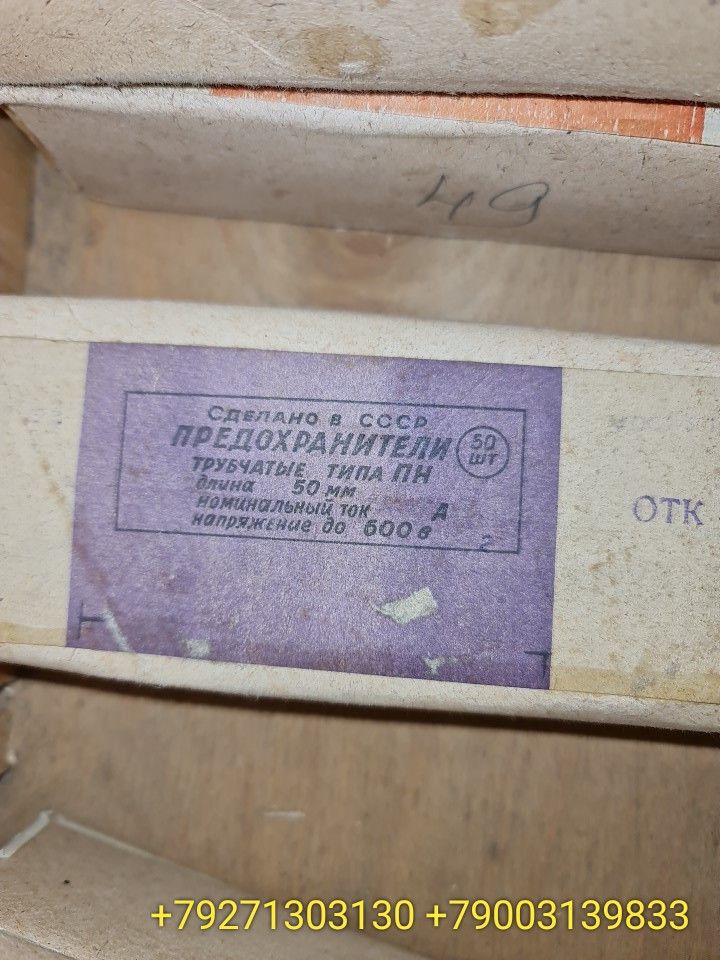 49
СДЕЛАНО В СССР
ПРЕДОХРАНИТЕЛИ
50
ШТ
ТРУБЧАТЫЕ ТИПА ПН
длина 50 мм
номинальный ток А
напряжение до 600 в
2
ОТК
+79271303130 +79003139833